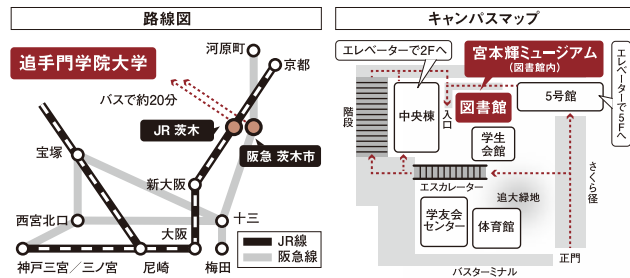 路線図
河原町
京都
追手門学院大学
バスで約20分
JR 茨木
阪急 茨木市
宝塚
新大阪
西宮北口
十三
大阪
神戸三宮／三ノ宮
尼崎
梅田
JR線
阪急線
キャンパスマップ
エレベーターで2Fへ
宮本輝ミュージアム
（図書館内）
エレベーターで5Fへ
階段
中央棟
入口
図書館
5号館
学生
会館
さくら径
エスカレーター
追大緑地
学友会
センター
体育館
正門
バスターミナル